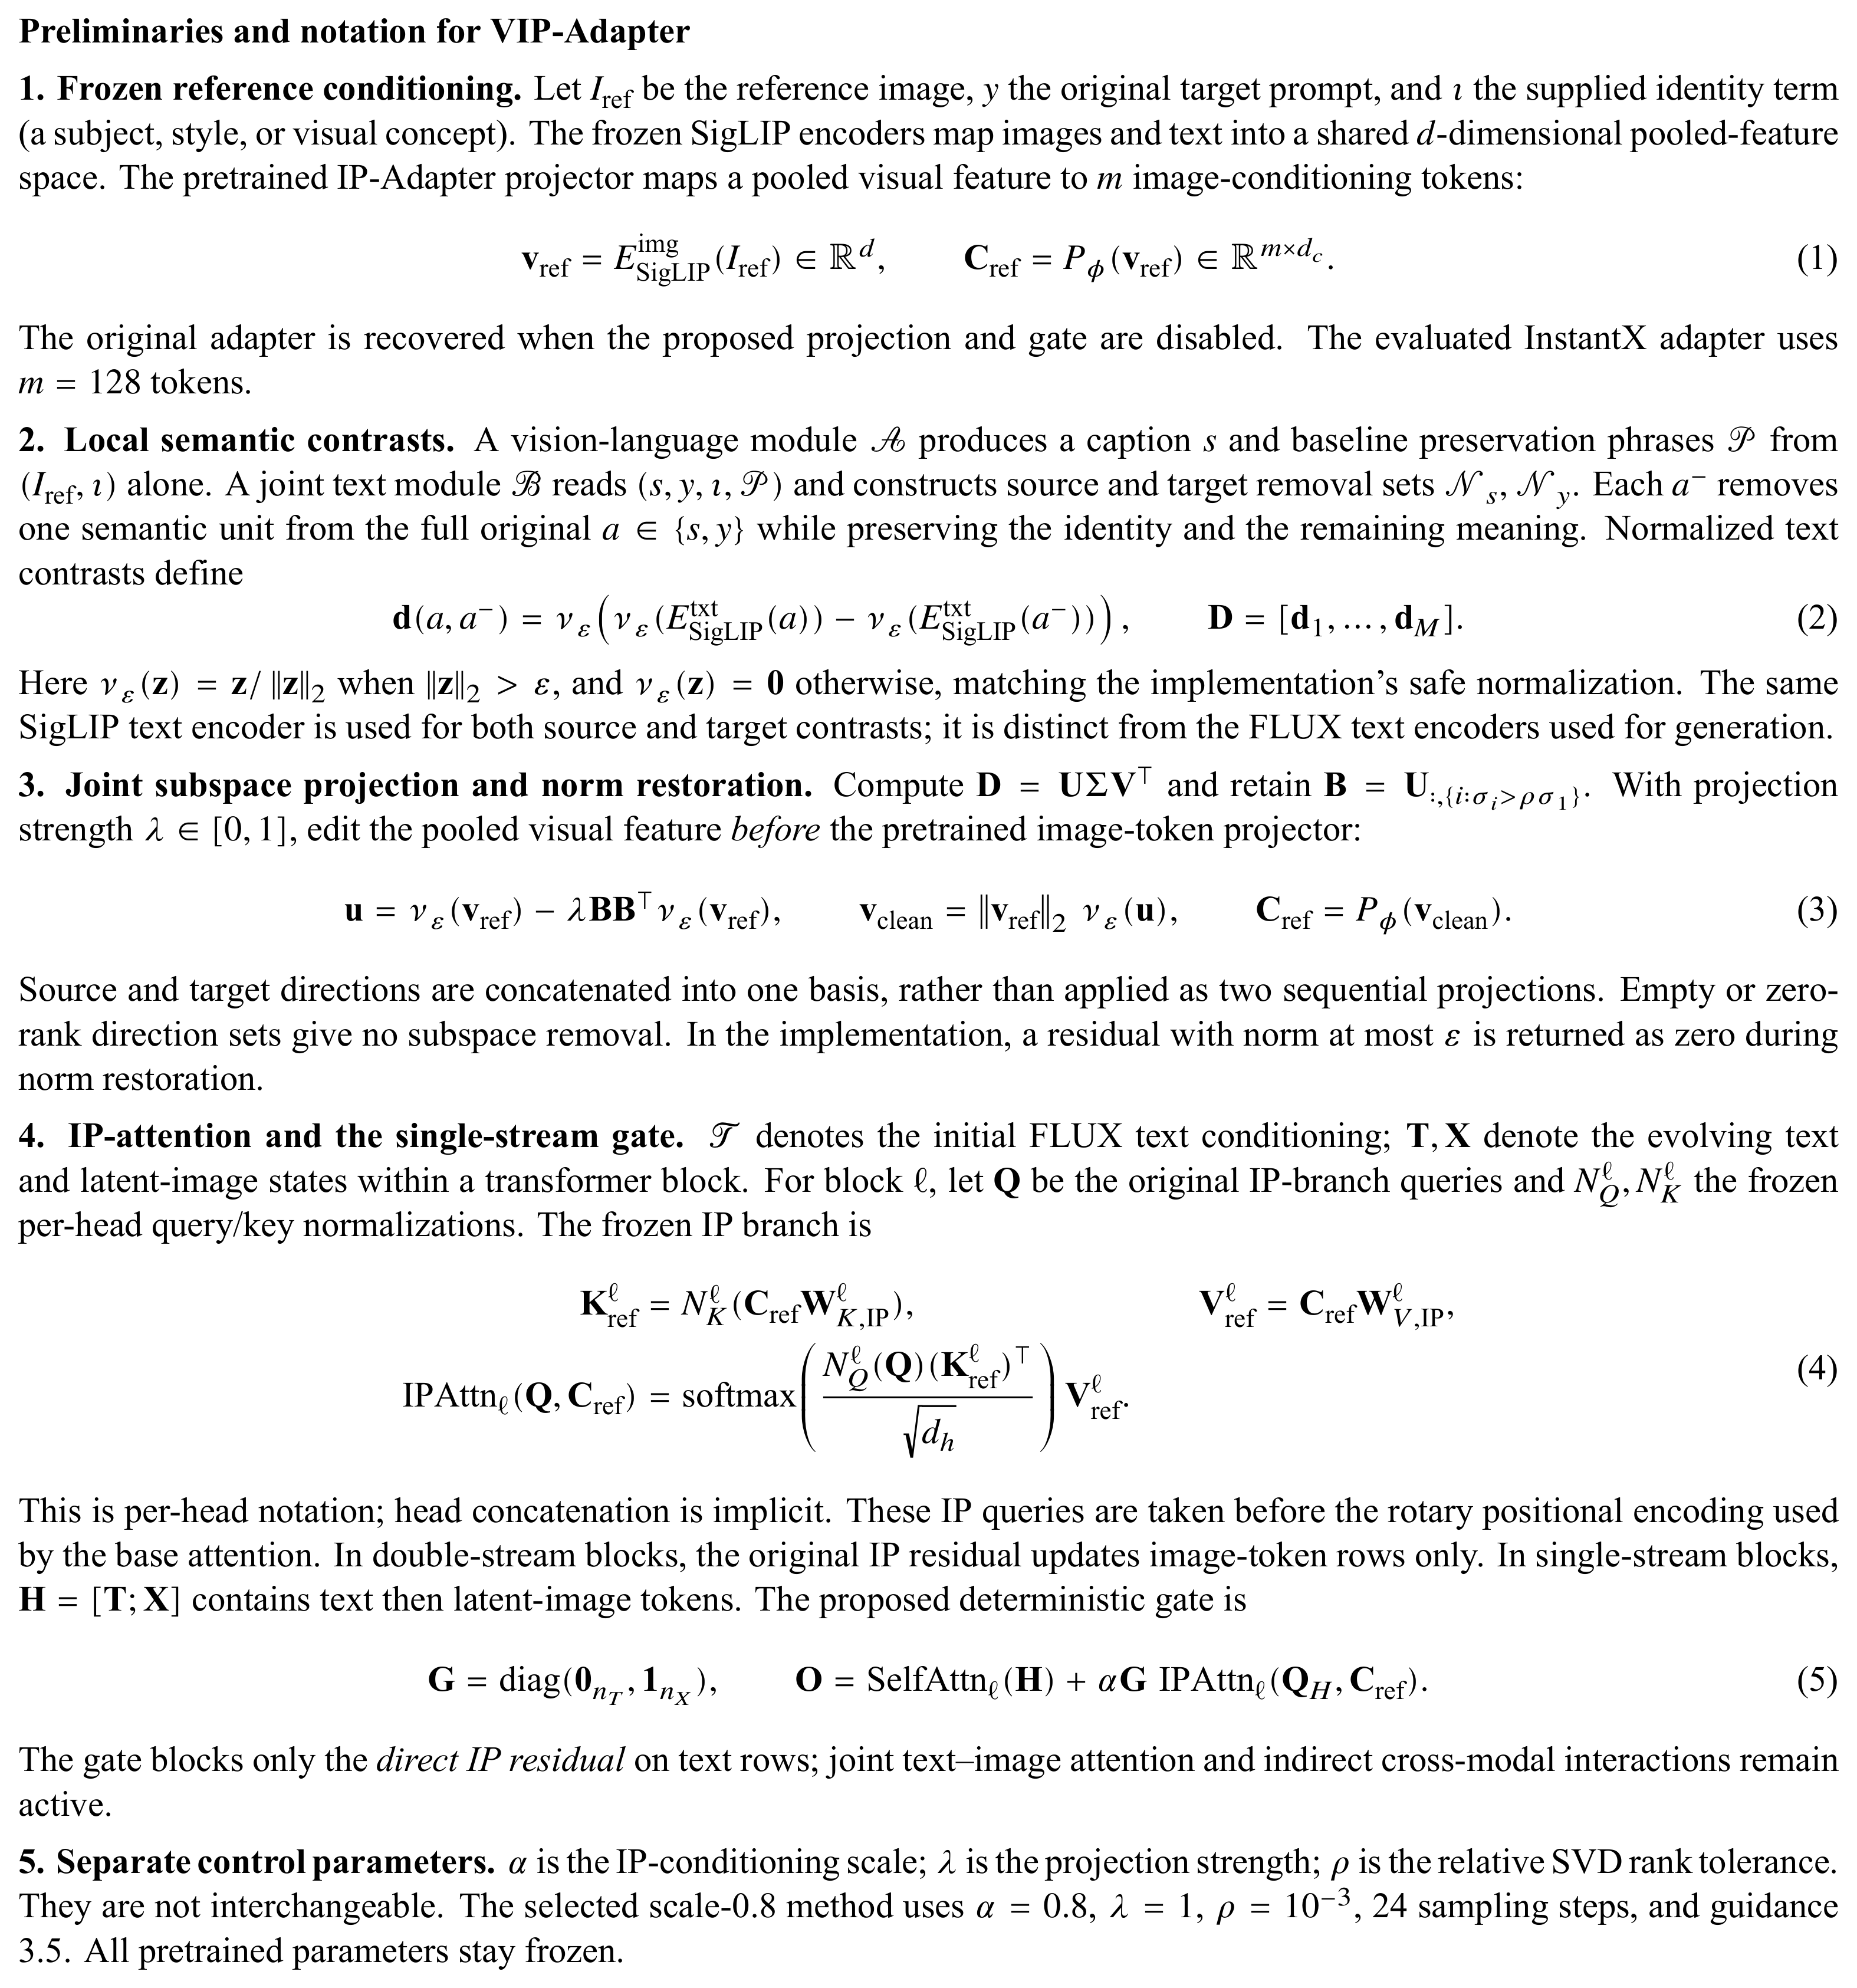 Preliminaries and notation for VIP-Adapter
1. Frozen reference conditioning. Let I_ref be the reference image, y the original target prompt, and ı the supplied identity term
(a subject, style, or visual concept). The frozen SigLIP encoders map images and text into a shared d-dimensional pooled-feature
space. The pretrained IP-Adapter projector maps a pooled visual feature to m image-conditioning tokens:
v_ref = E^img_SigLIP(I_ref) ∈ ℝ^d, C_ref = P_ϕ(v_ref) ∈ ℝ^{m×d_c}. (1)
The original adapter is recovered when the proposed projection and gate are disabled. The evaluated InstantX adapter uses
m = 128 tokens.
2. Local semantic contrasts. A vision-language module 𝒜 produces a caption s and baseline preservation phrases 𝒫 from
(I_ref, ı) alone. A joint text module ℬ reads (s, y, ı, 𝒫) and constructs source and target removal sets 𝒩_s, 𝒩_y. Each a⁻ removes
one semantic unit from the full original a ∈ {s, y} while preserving the identity and the remaining meaning. Normalized text
contrasts define
d(a, a⁻) = ν_ε(ν_ε(E^txt_SigLIP(a)) − ν_ε(E^txt_SigLIP(a⁻))), D = [d_1, …, d_M]. (2)
Here ν_ε(z) = z/‖z‖_2 when ‖z‖_2 > ε, and ν_ε(z) = 0 otherwise, matching the implementation’s safe normalization. The same
SigLIP text encoder is used for both source and target contrasts; it is distinct from the FLUX text encoders used for generation.
3. Joint subspace projection and norm restoration. Compute D = UΣV^⊤ and retain B = U_{:,{i:σ_i>ρσ_1}}. With projection
strength λ ∈ [0, 1], edit the pooled visual feature before the pretrained image-token projector:
u = ν_ε(v_ref) − λBB^⊤ν_ε(v_ref), v_clean = ‖v_ref‖_2 ν_ε(u), C_ref = P_ϕ(v_clean). (3)
Source and target directions are concatenated into one basis, rather than applied as two sequential projections. Empty or zero-
rank direction sets give no subspace removal. In the implementation, a residual with norm at most ε is returned as zero during
norm restoration.
4. IP-attention and the single-stream gate. 𝒯 denotes the initial FLUX text conditioning; T, X denote the evolving text
and latent-image states within a transformer block. For block ℓ, let Q be the original IP-branch queries and N^ℓ_Q, N^ℓ_K the frozen
per-head query/key normalizations. The frozen IP branch is
K^ℓ_ref = N^ℓ_K(C_ref W^ℓ_{K,IP}), V^ℓ_ref = C_ref W^ℓ_{V,IP},
IPAttn_ℓ(Q, C_ref) = softmax(N^ℓ_Q(Q)(K^ℓ_ref)^⊤ / √d_h) V^ℓ_ref. (4)
This is per-head notation; head concatenation is implicit. These IP queries are taken before the rotary positional encoding used
by the base attention. In double-stream blocks, the original IP residual updates image-token rows only. In single-stream blocks,
H = [T; X] contains text then latent-image tokens. The proposed deterministic gate is
G = diag(0_{n_T}, 1_{n_X}), O = SelfAttn_ℓ(H) + αG IPAttn_ℓ(Q_H, C_ref). (5)
The gate blocks only the direct IP residual on text rows; joint text–image attention and indirect cross-modal interactions remain
active.
5. Separate control parameters. α is the IP-conditioning scale; λ is the projection strength; ρ is the relative SVD rank tolerance.
They are not interchangeable. The selected scale-0.8 method uses α = 0.8, λ = 1, ρ = 10⁻³, 24 sampling steps, and guidance
3.5. All pretrained parameters stay frozen.